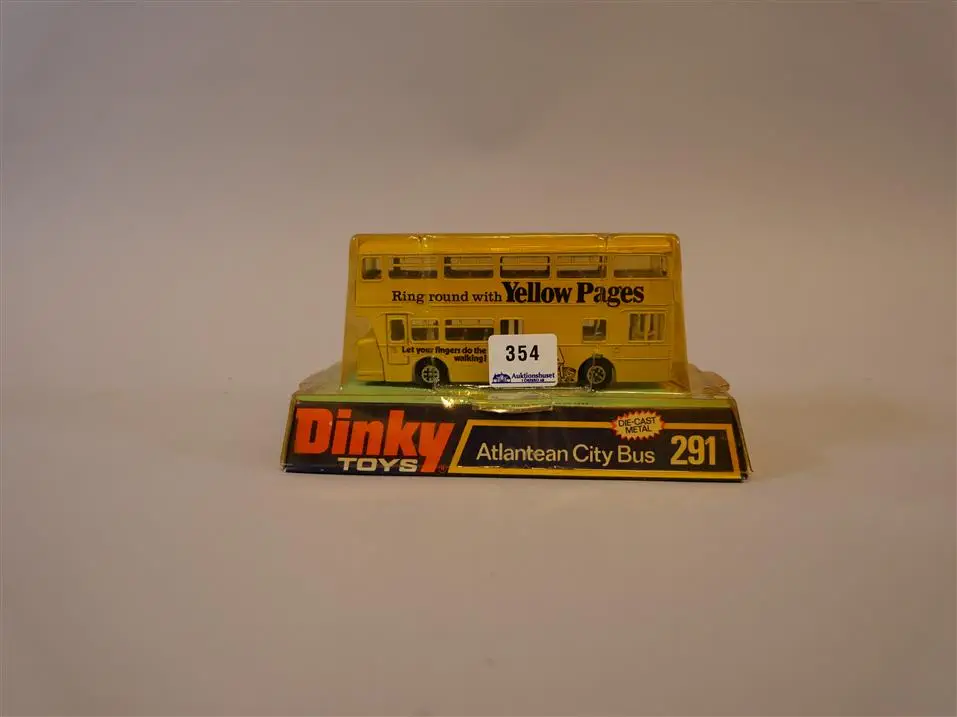 Ring round with Yellow Pages
Let your fingers do the
walking!
354
Auktionshuset
Dinky
TOYS
Atlantean City Bus
DIE-CAST
METAL
291